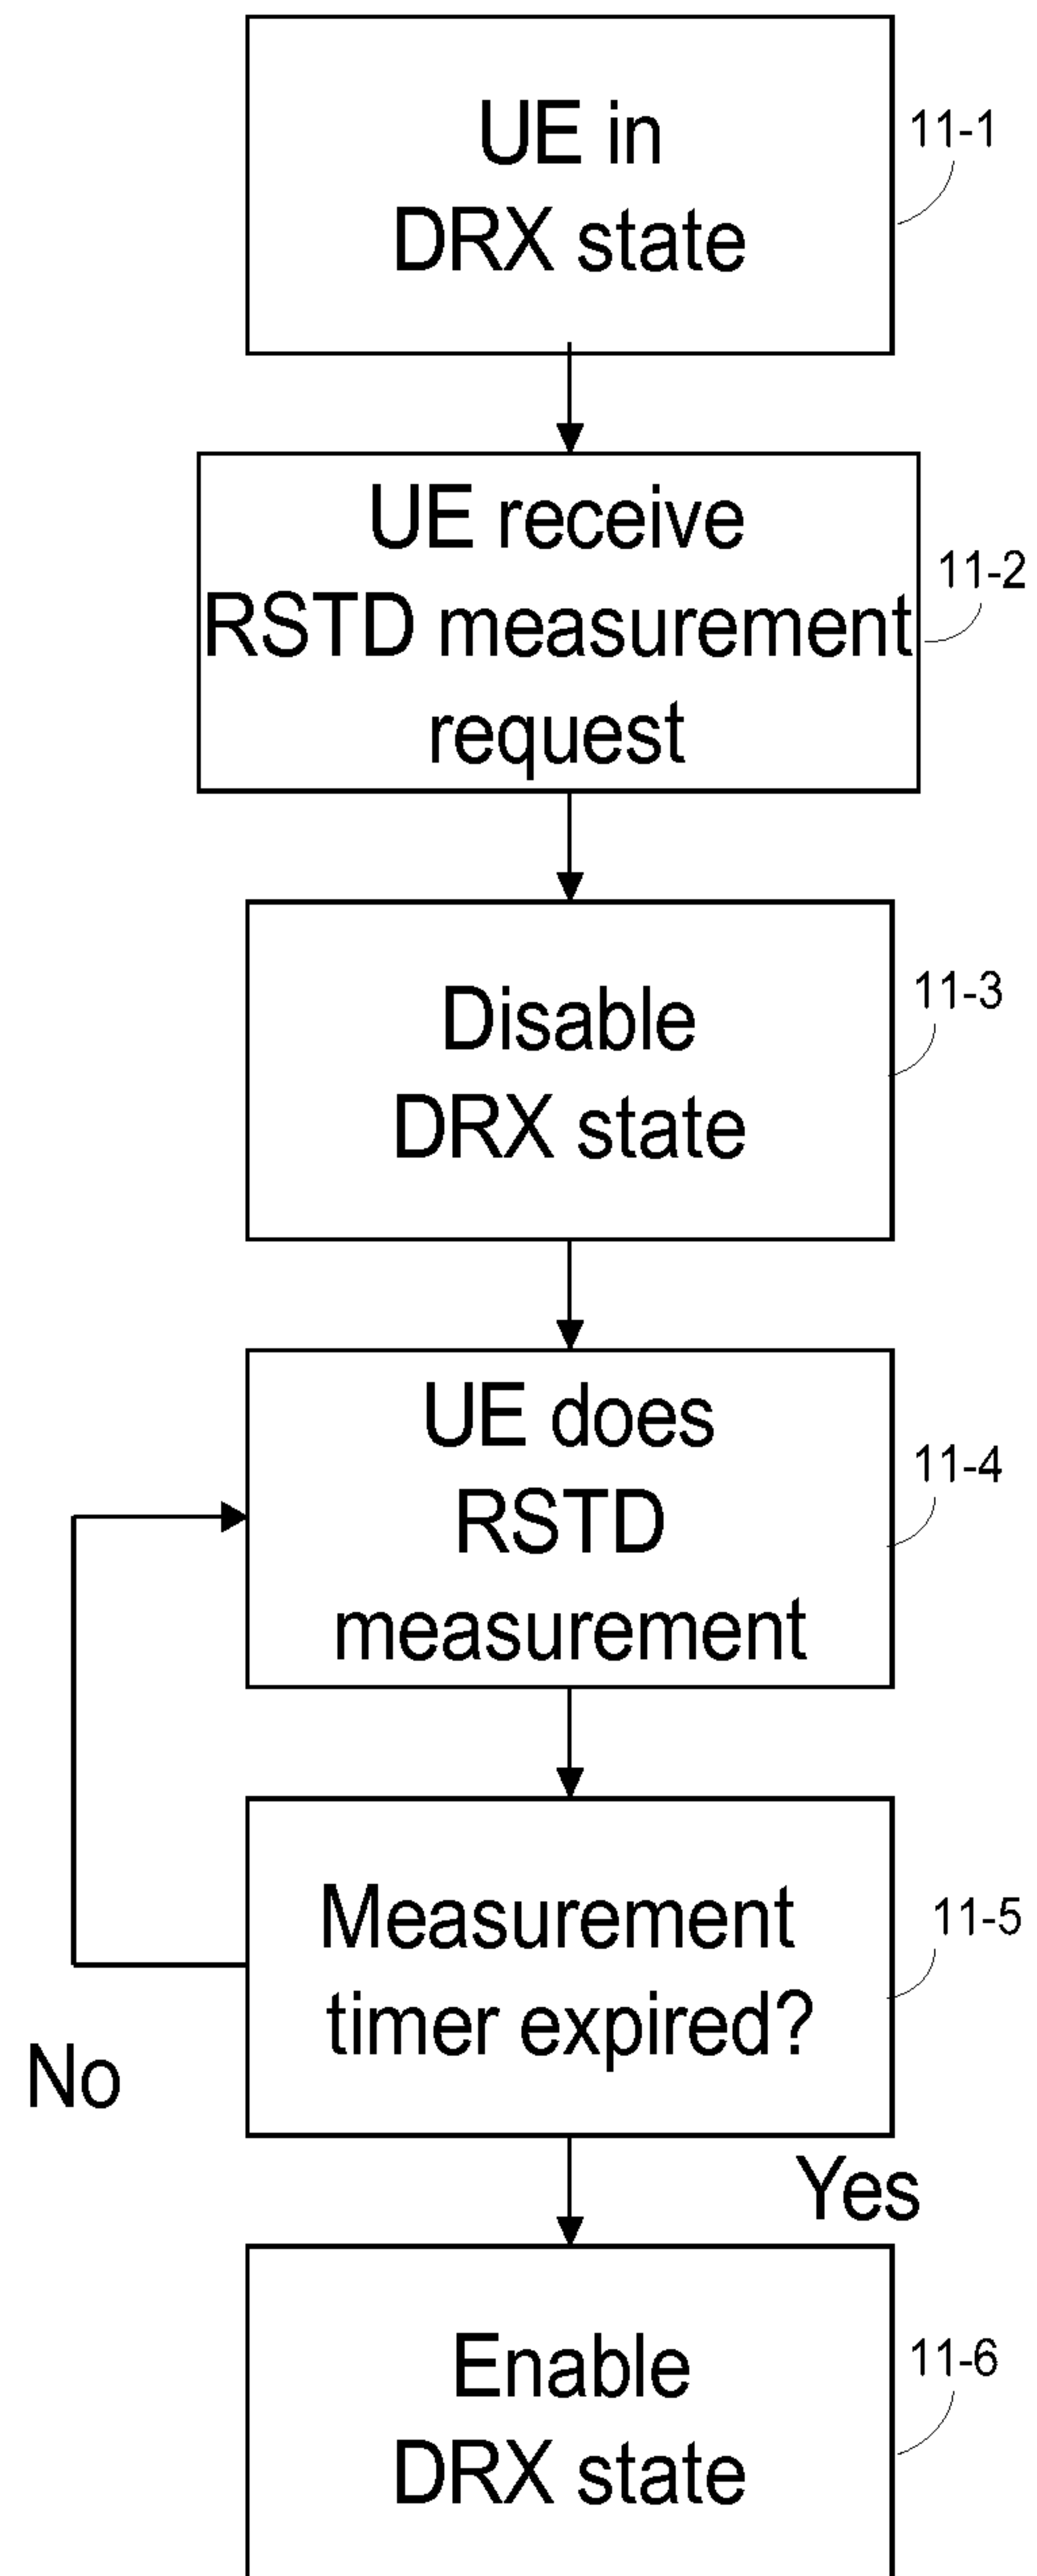 UE in
DRX state
11-1
UE receive
RSTD measurement
request
11-2
Disable
DRX state
11-3
UE does
RSTD
measurement
11-4
Measurement
timer expired?
11-5
No
Yes
Enable
DRX state
11-6